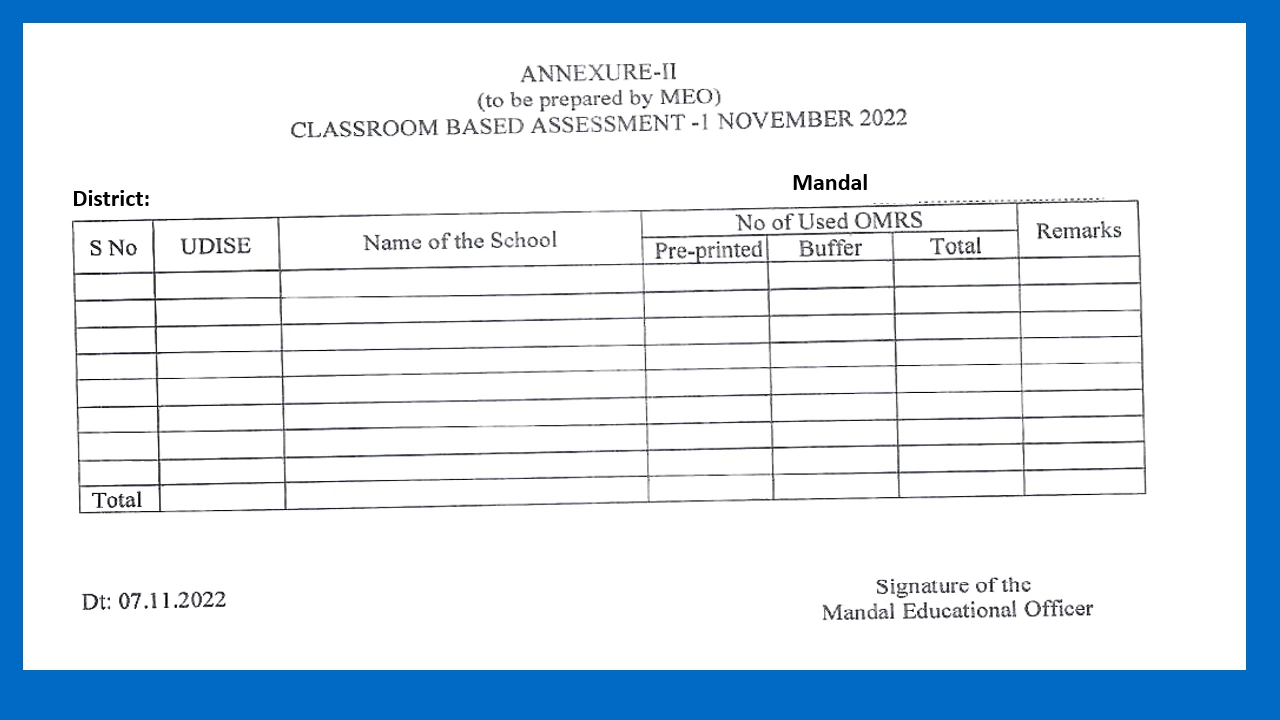 ANNEXURE-II
(to be prepared by MEO)
CLASSROOM BASED ASSESSMENT -1 NOVEMBER 2022
District: Mandal
S No UDISE Name of the School No of Used OMRS Remarks
Pre-printed Buffer Total
Total
Dt: 07.11.2022
Signature of the
Mandal Educational Officer